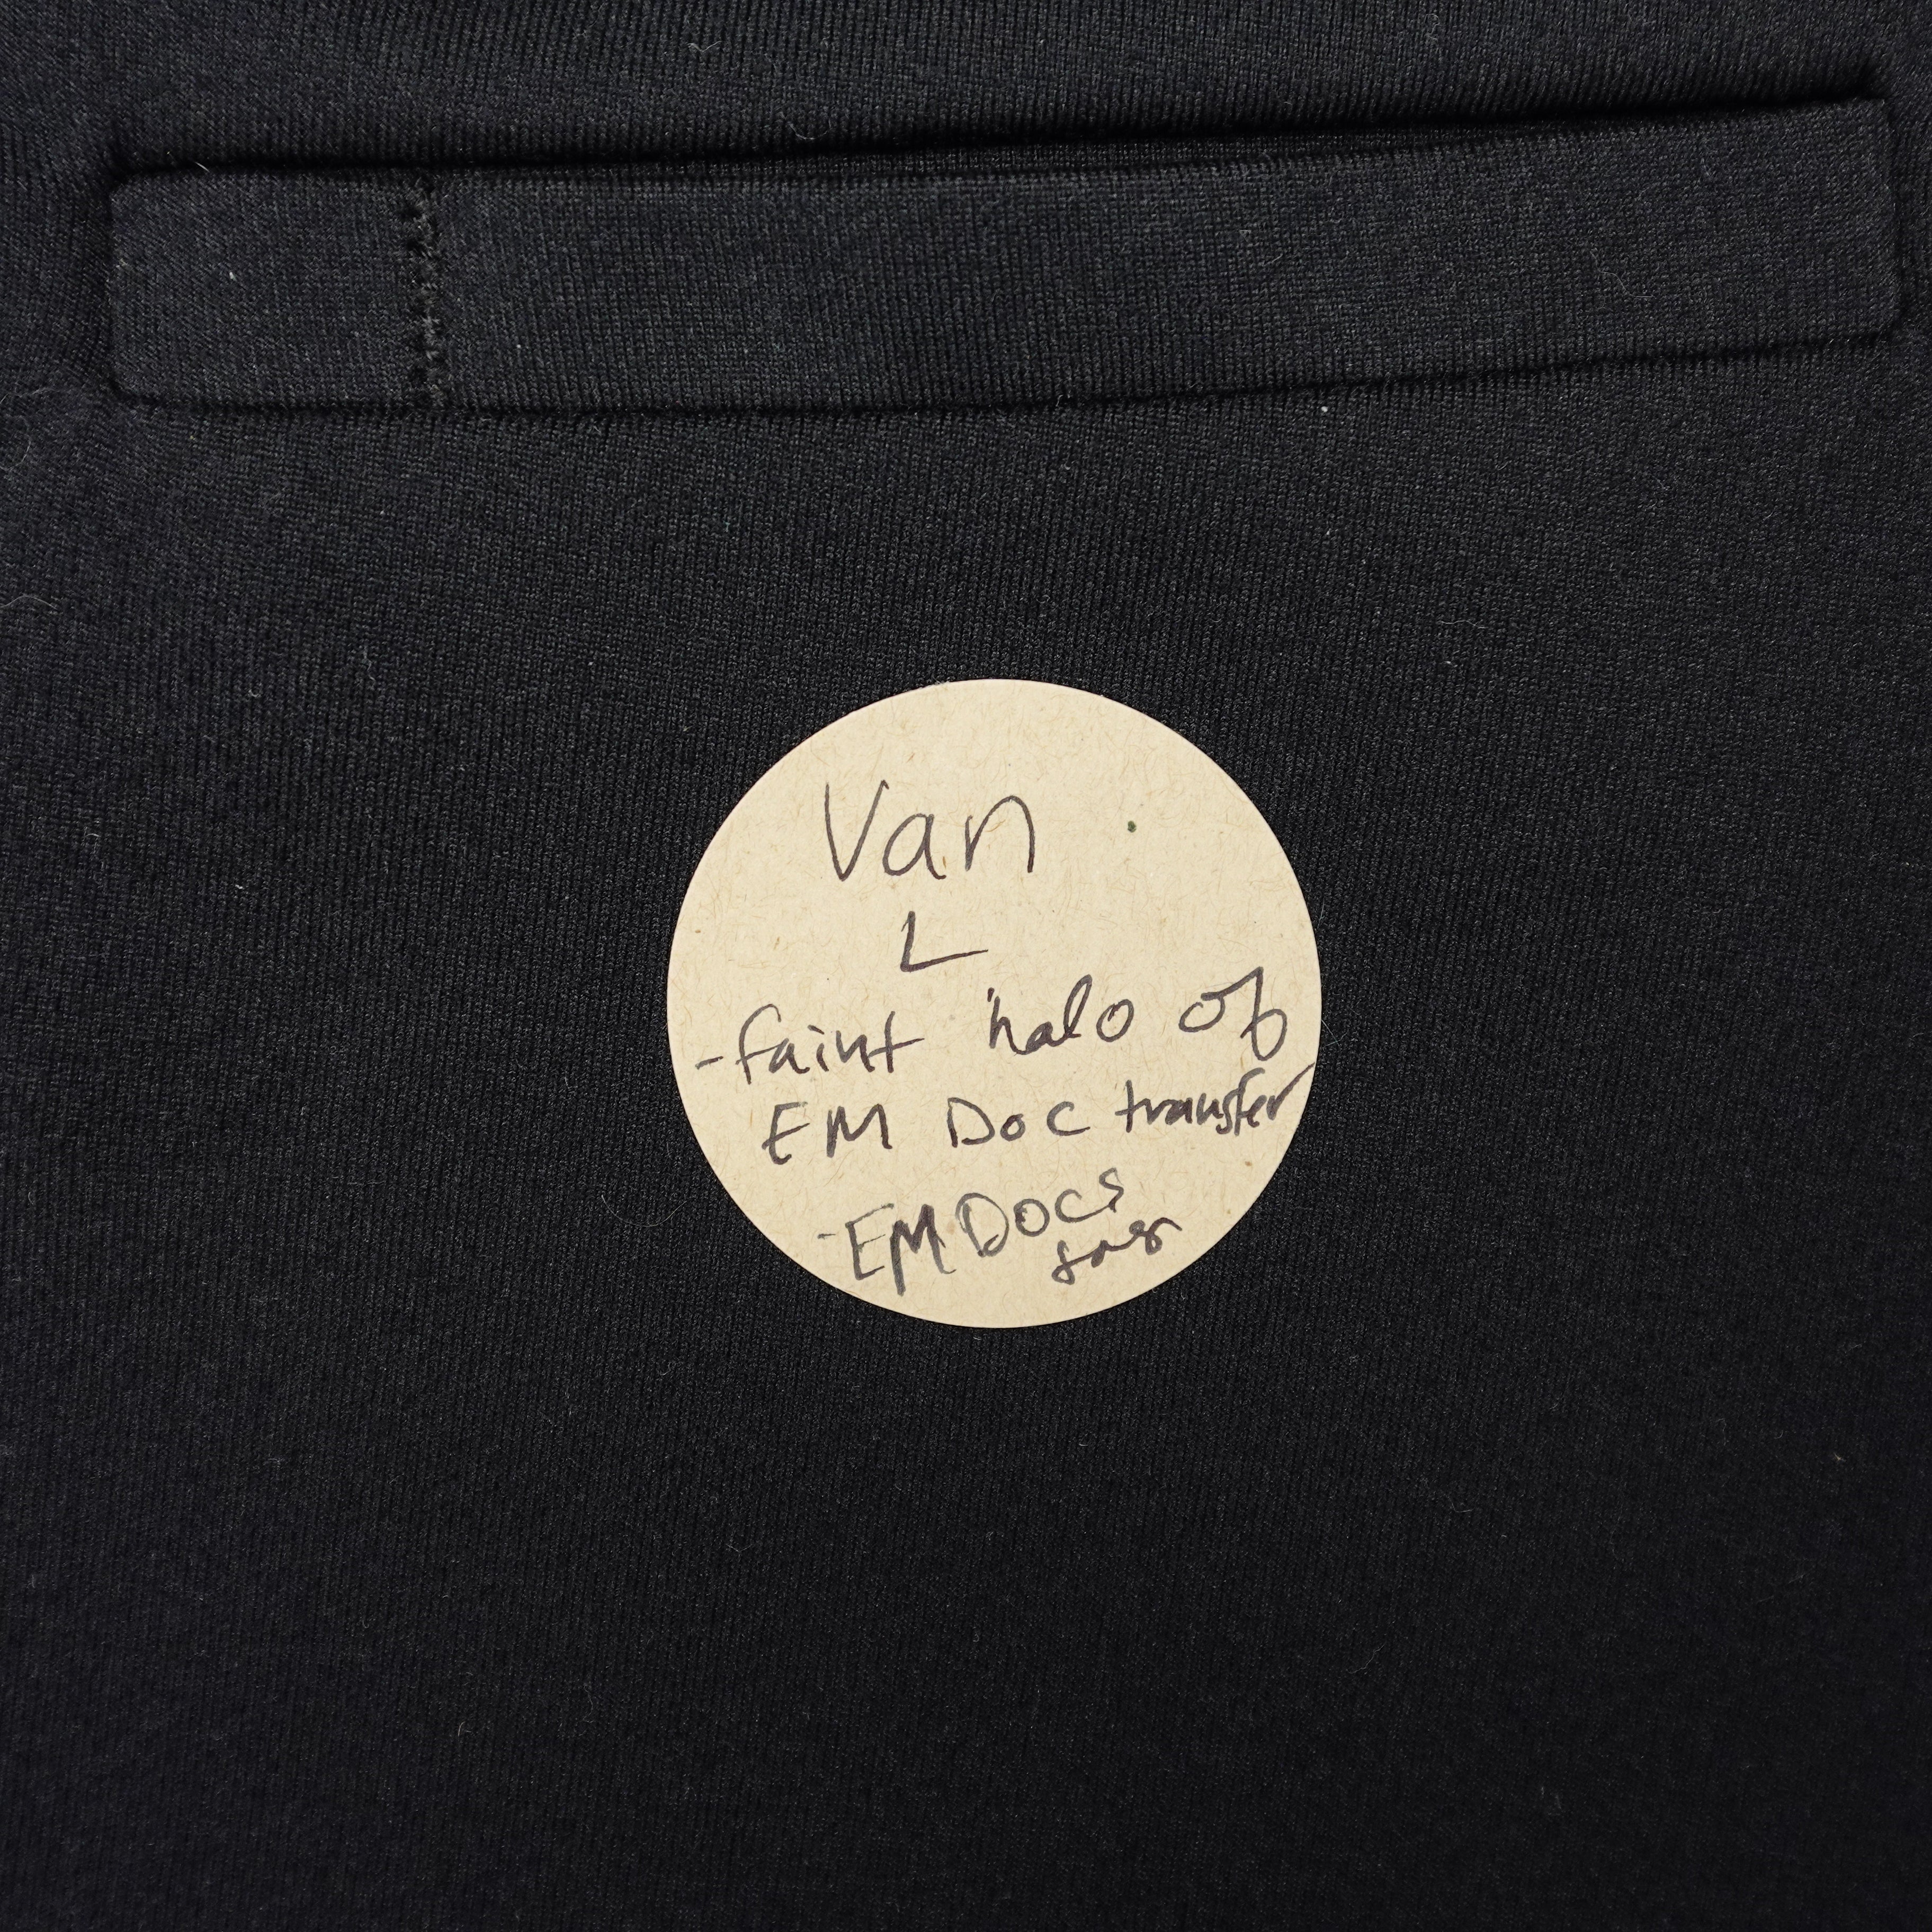 Van
L
-faint halo of
EM Doc transfer
-EM Docs